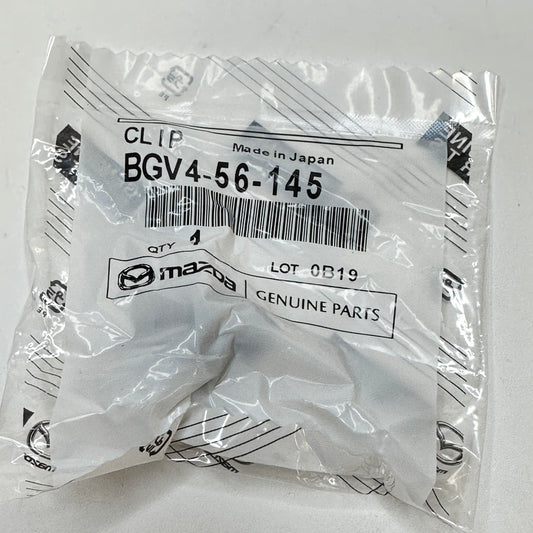 CLIP
Made in Japan
BGV4-56-145
QTY 1
LOT 0B19
mazda
GENUINE PARTS